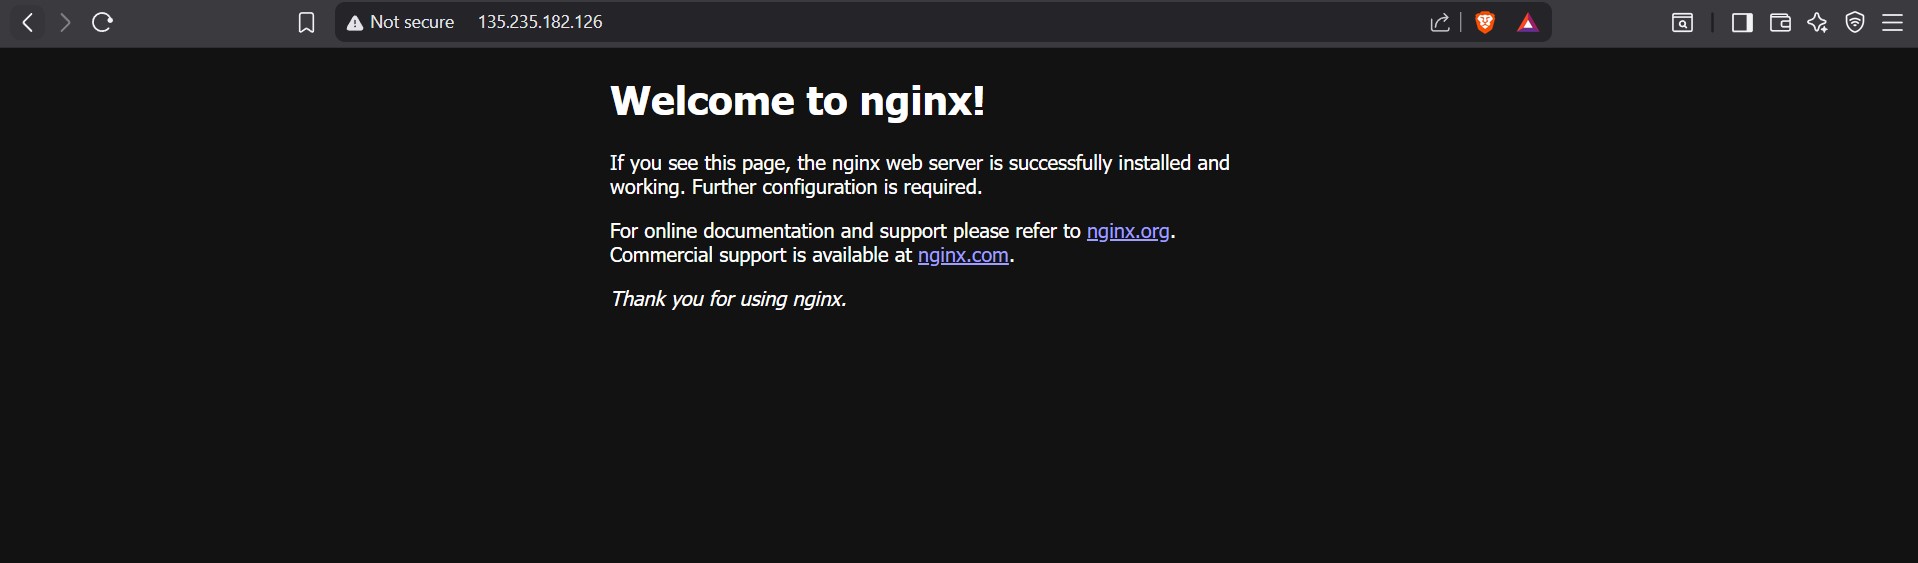 Not secure 135.235.182.126
Welcome to nginx!
If you see this page, the nginx web server is successfully installed and
working. Further configuration is required.
For online documentation and support please refer to nginx.org.
Commercial support is available at nginx.com.
Thank you for using nginx.